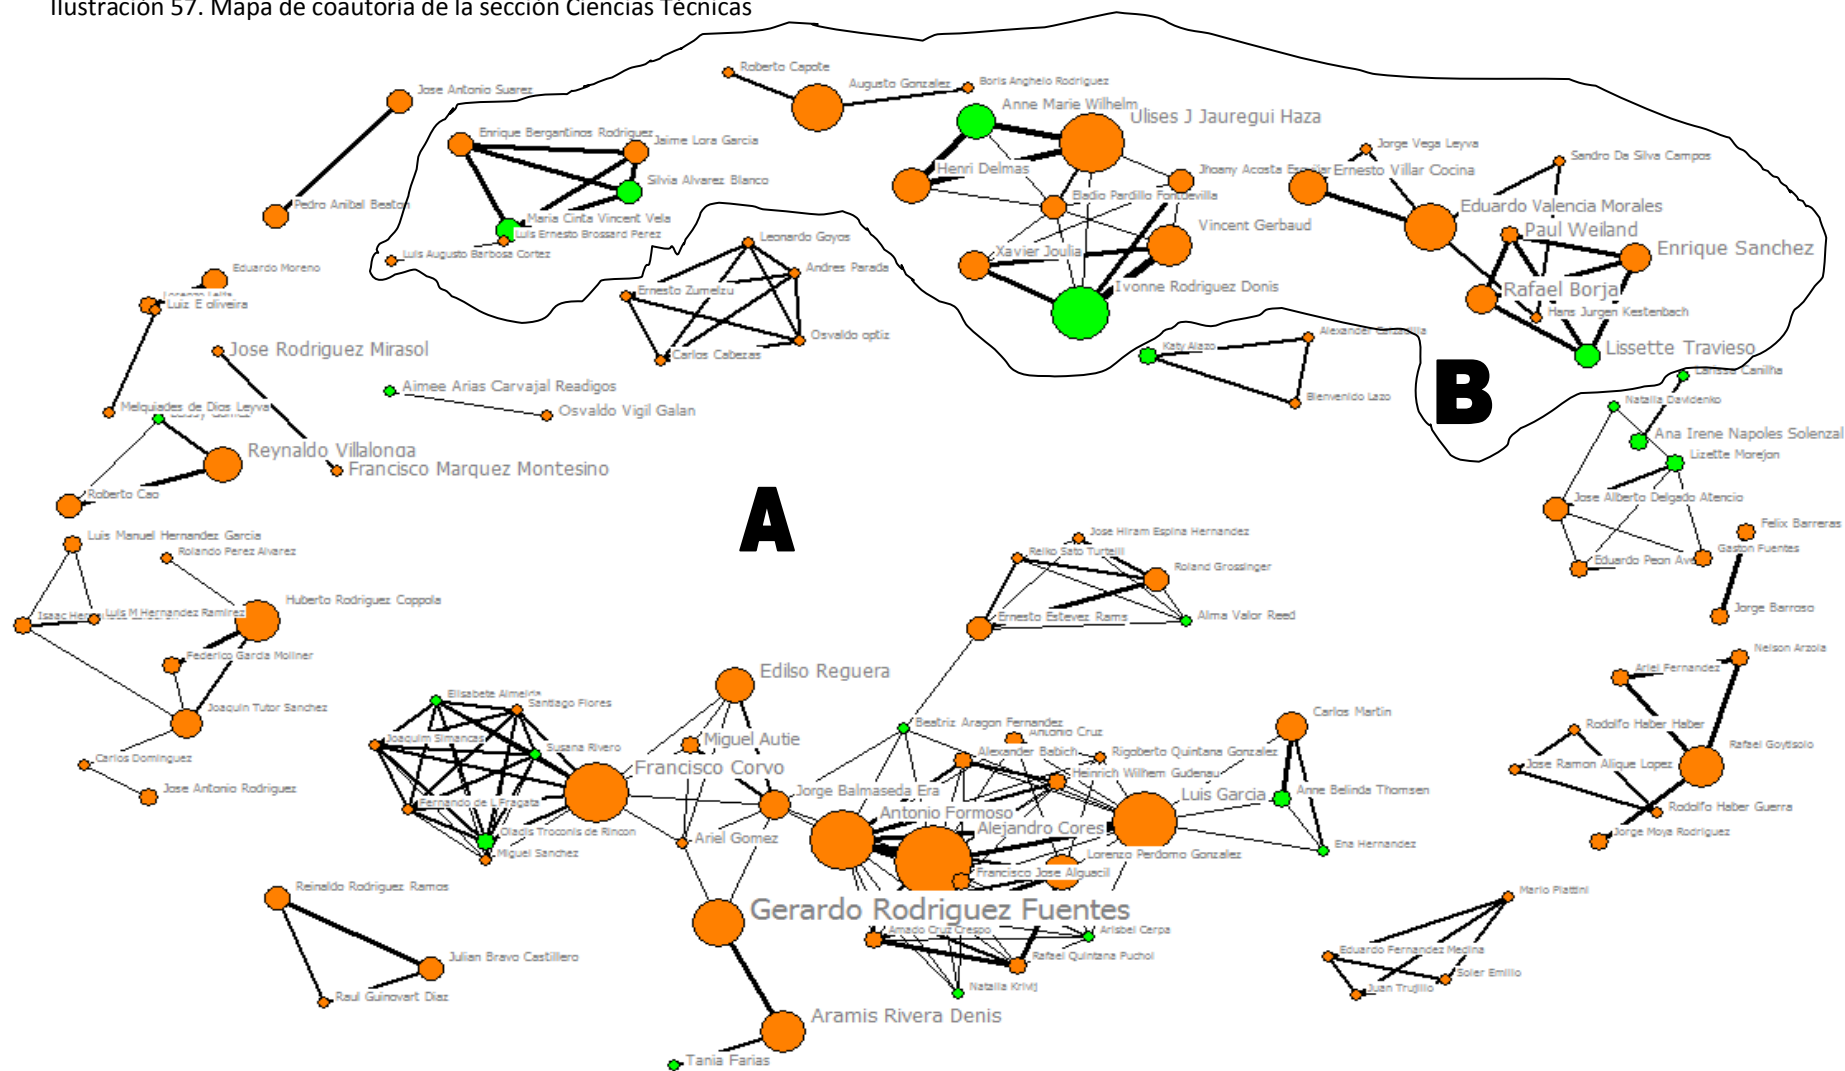 Ilustración 57. Mapa de coautoría de la sección Ciencias Técnicas
Roberto Capote
Augusto Gonzalez
Boris Anghelo Rodriguez
Jose Antonio Suarez
Anne Marie Wilhelm
Ulises J Jauregui Haza
Enrique Bergantinos Rodriguez
Jaime Lora Garcia
Jorge Vega Leyva
Sandro Da Silva Campos
Henri Delmas
Jhoany Acosta
Ernesto Villar Cocina
Silvia Alvarez Blanco
Eladio Pardillo Fontdevilla
Pedro Anibal Beaton
Eduardo Valencia Morales
Maria Cinta Vincent Vela
Vincent Gerbaud
Luis Ernesto Brossard Perez
Paul Weiland
Leonardo Goyos
Enrique Sanchez
Luis Augusto Barbosa Cortez
Xavier Joulia
Eduardo Moreno
Andres Parada
Ernesto Zumelzu
Ivonne Rodriguez Donis
Rafael Borja
Luiz E oliveira
Hans Jurgen Kestenbach
Osvaldo optiz
Alexander
Katy Alazo
Jose Rodriguez Mirasol
Carlos Cabezas
Lissette Travieso
Larissa Canilha
Aimee Arias Carvajal Readigos
B
Bienvenido Lazo
Natalia Davidenko
Melquiades de Dios Leyva
Osvaldo Vigil Galan
Ana Irene Napoles Solenzal
Reynaldo Villalonga
Lizette Morejon
Francisco Marquez Montesino
Roberto Cao
Jose Alberto Delgado Atencio
A
Felix Barreras
Luis Manuel Hernandez Garcia
Jose Hiram Espina Hernandez
Rolando Perez Alvarez
Reiko Sato Turtelli
Gaston Fuentes
Eduardo Peon
Roland Grossinger
Huberto Rodriguez Coppola
Jorge Barroso
Luis M Hernandez Ramirez
Ernesto Estevez Rams
Alma Valor Reed
Nelson Arzola
Federico Garcia Moliner
Ariel Fernandez
Edilso Reguera
Elisabete Almeida
Santiago Flores
Joaquin Tutor Sanchez
Carlos Martin
Beatriz Aragon Fernandez
Rodolfo Haber Haber
Antonio Cruz
Joaquim Simancas
Susana Rivero
Miguel Autie
Alexander Babich
Rigoberto Quintana Gonzalez
Rafael Goytisolo
Carlos Dominguez
Francisco Corvo
Heinrich Wilhem Gudenau
Jose Ramon Alique Lopez
Jose Antonio Rodriguez
Jorge Balmaseda Era
Luis Garcia
Anne Belinda Thomsen
Fernando de L Fragata
Antonio Formoso
Rodolfo Haber Guerra
Oladis Troconis de Rincon
Alejandro Cores
Jorge Moya Rodriguez
Ariel Gomez
Ena Hernandez
Miguel Sanchez
Lorenzo Perdomo Gonzalez
Francisco Jose Alguacil
Reinaldo Rodriguez Ramos
Mario Piattini
Gerardo Rodriguez Fuentes
Amado Cruz Crespo
Arisbel Cerpa
Eduardo Fernandez Medina
Julian Bravo Castillero
Rafael Quintana Puchol
Soler Emilio
Natalia Krivij
Juan Trujillo
Raul Guinovart Diaz
Aramis Rivera Denis
Tania Farias